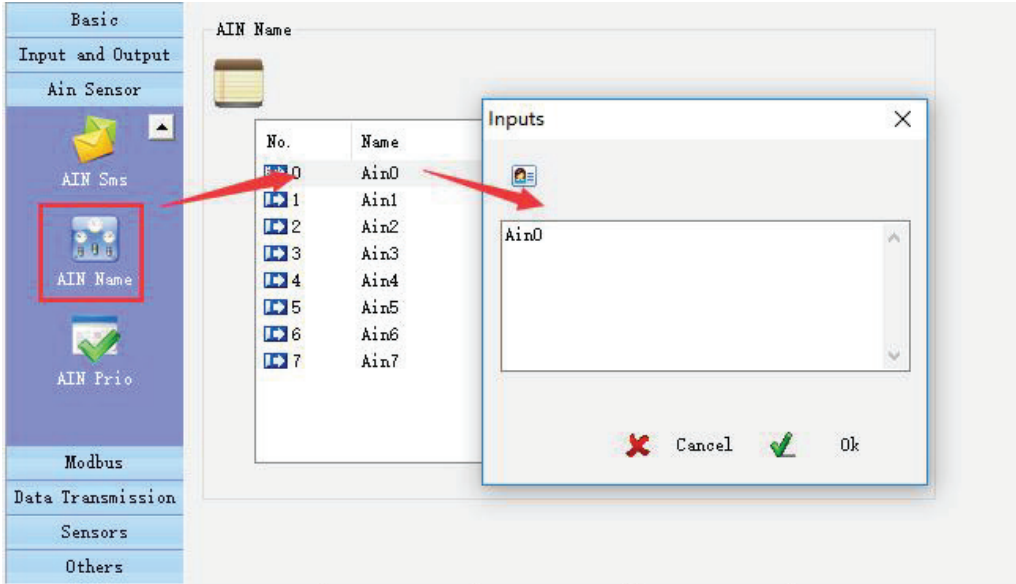 Basic
Input and Output
Ain Sensor
AIN Sms
AIN Name
AIN Prio
Modbus
Data Transmission
Sensors
Others
AIN Name
No. Name
0 Ain0
1 Ain1
2 Ain2
3 Ain3
4 Ain4
5 Ain5
6 Ain6
7 Ain7
Inputs
Ain0
Cancel Ok